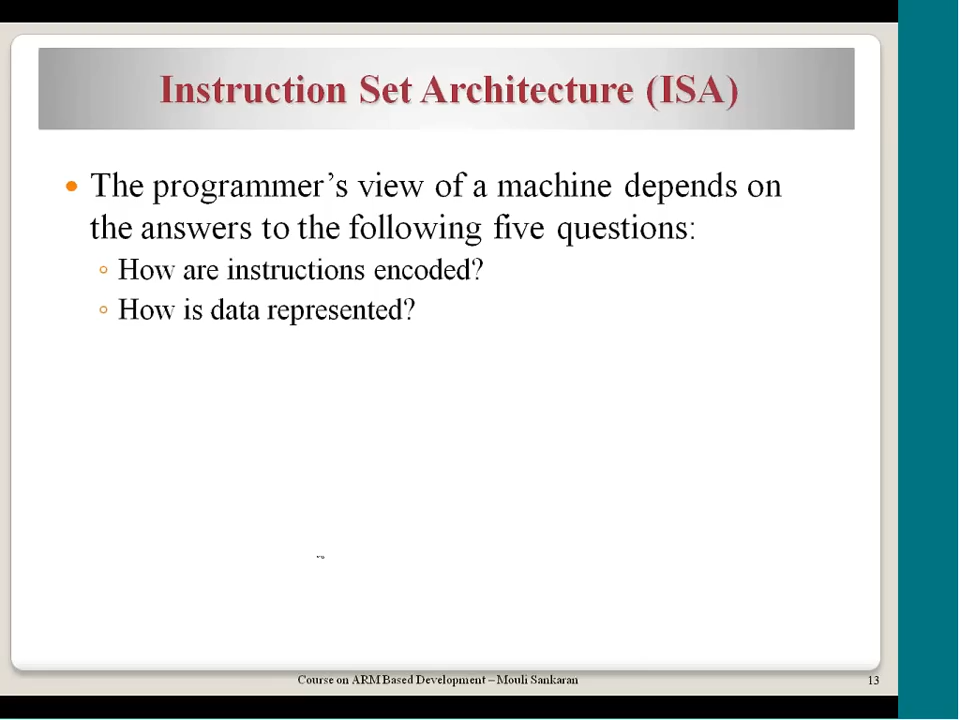 Instruction Set Architecture (ISA)
• The programmer’s view of a machine depends on
the answers to the following five questions:
◦ How are instructions encoded?
◦ How is data represented?
Course on ARM Based Development – Mouli Sankaran
13